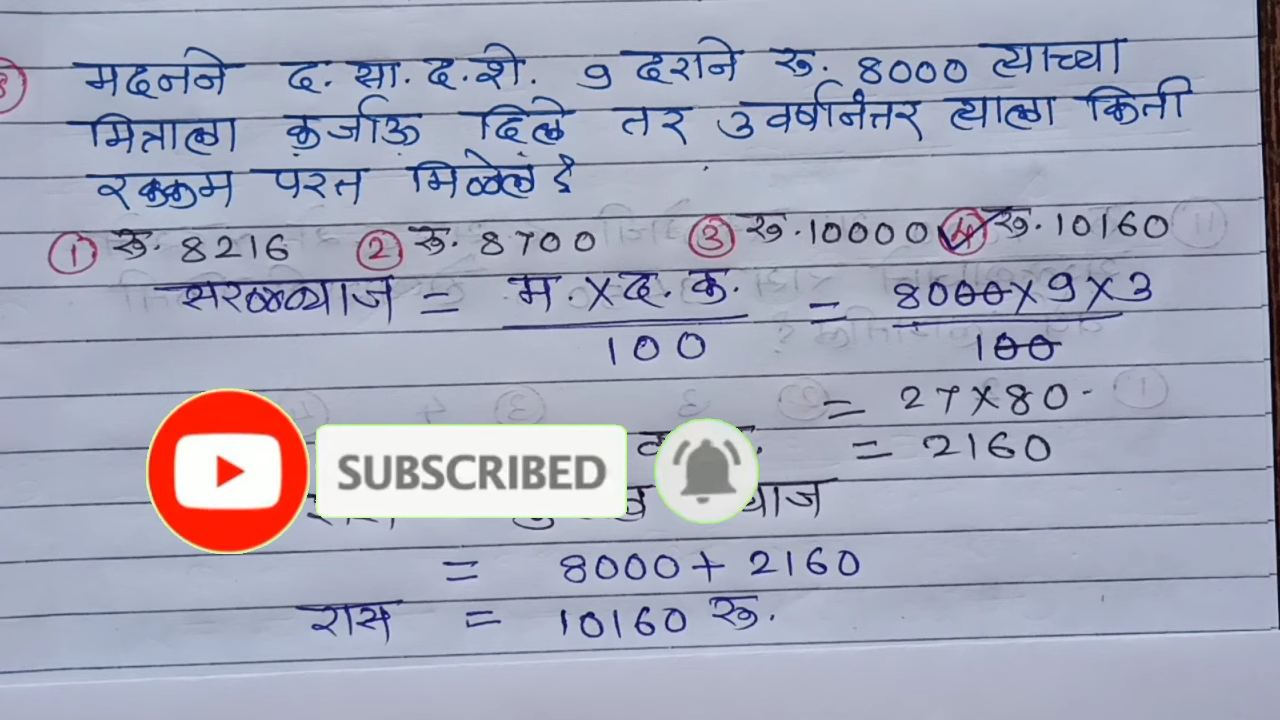 मदनने द. सा. द. शे. 9 दराने रु. 8000 त्याच्या
मित्राला कर्जाऊ दिले तर 3 वर्षानंतर त्याला किती
रक्कम परत मिळेल ?
① रु. 8216 ② रु. 8700 ③ रु. 10000 ④ रु. 10160
सरळव्याज = म. × द. क. / 100 = 8000 × 9 × 3 / 100
= 27 × 80
= 2160
SUBSCRIBED
= 8000 + 2160
रास = 10160 रु.